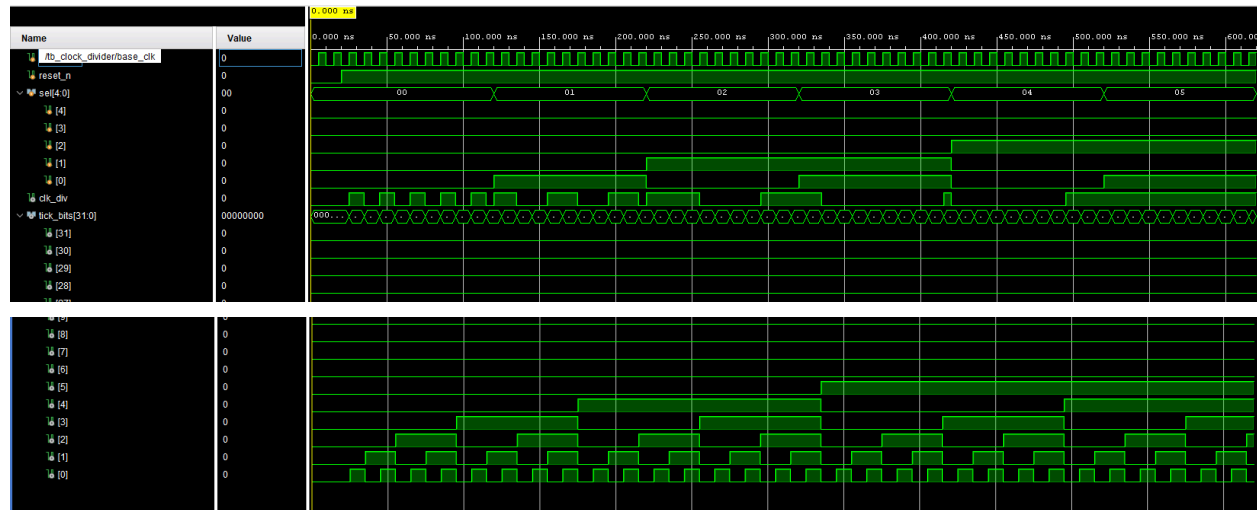 0.000 ns
Name Value 0.000 ns 50.000 ns 100.000 ns 150.000 ns 200.000 ns 250.000 ns 300.000 ns 350.000 ns 400.000 ns 450.000 ns 500.000 ns 550.000 ns 600.00
/tb_clock_divider/base_clk 0
reset_n 0
sel[4:0] 00 00 01 02 03 04 05
[4] 0
[3] 0
[2] 0
[1] 0
[0] 0
clk_div 0
tick_bits[31:0] 00000000 000...
[31] 0
[30] 0
[29] 0
[28] 0
[8] 0
[7] 0
[6] 0
[5] 0
[4] 0
[3] 0
[2] 0
[1] 0
[0] 0